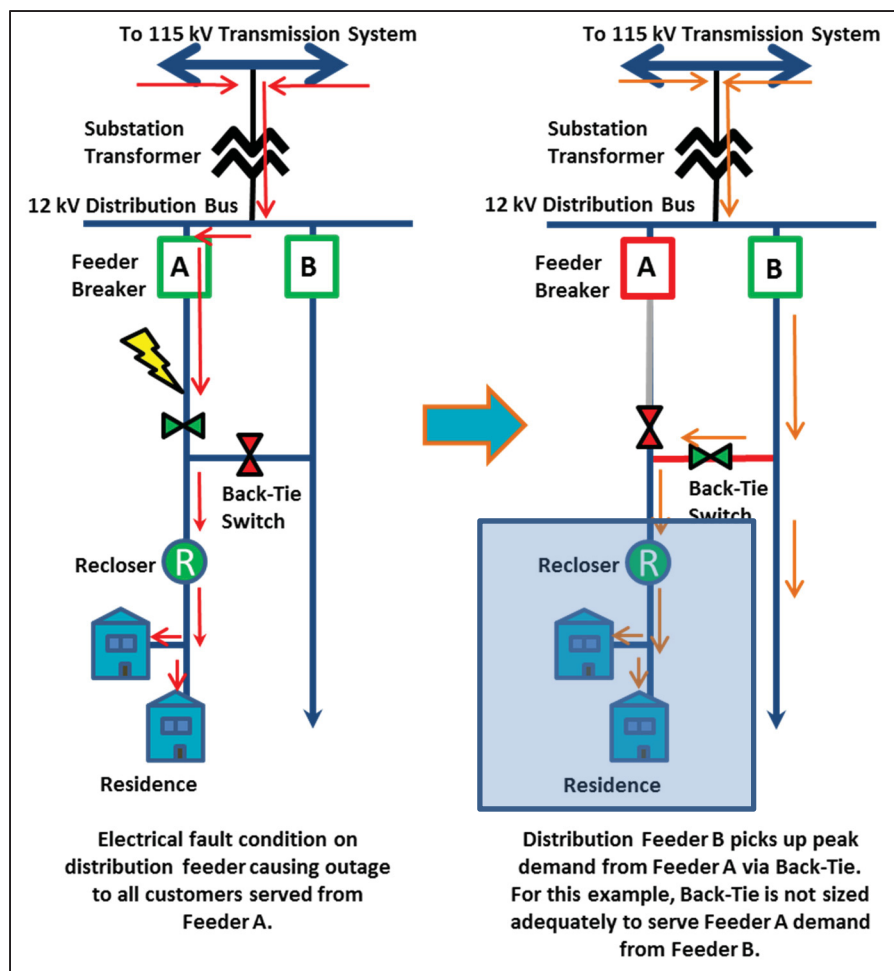 To 115 kV Transmission System
Substation
Transformer
12 kV Distribution Bus
Feeder
Breaker
A
B
Back-Tie
Switch
Recloser
R
Residence
Electrical fault condition on
distribution feeder causing outage
to all customers served from
Feeder A.
To 115 kV Transmission System
Substation
Transformer
12 kV Distribution Bus
Feeder
Breaker
A
B
Back-Tie
Switch
Recloser
R
Residence
Distribution Feeder B picks up peak
demand from Feeder A via Back-Tie.
For this example, Back-Tie is not sized
adequately to serve Feeder A demand
from Feeder B.